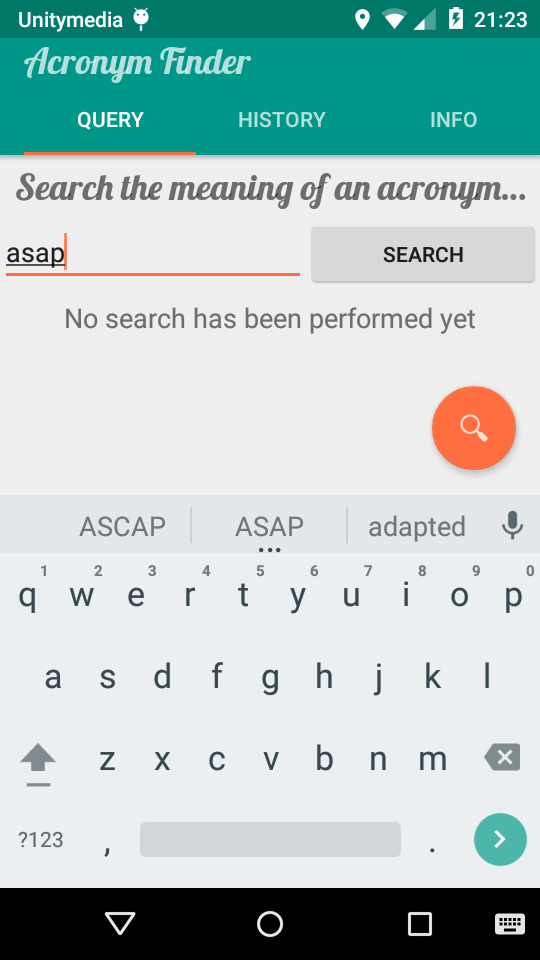 Unitymedia 21:23
Acronym Finder
QUERY HISTORY INFO
Search the meaning of an acronym...
asap SEARCH
No search has been performed yet
ASCAP ASAP adapted
1 2 3 4 5 6 7 8 9 0
q w e r t y u i o p
a s d f g h j k l
z x c v b n m
?123 , .